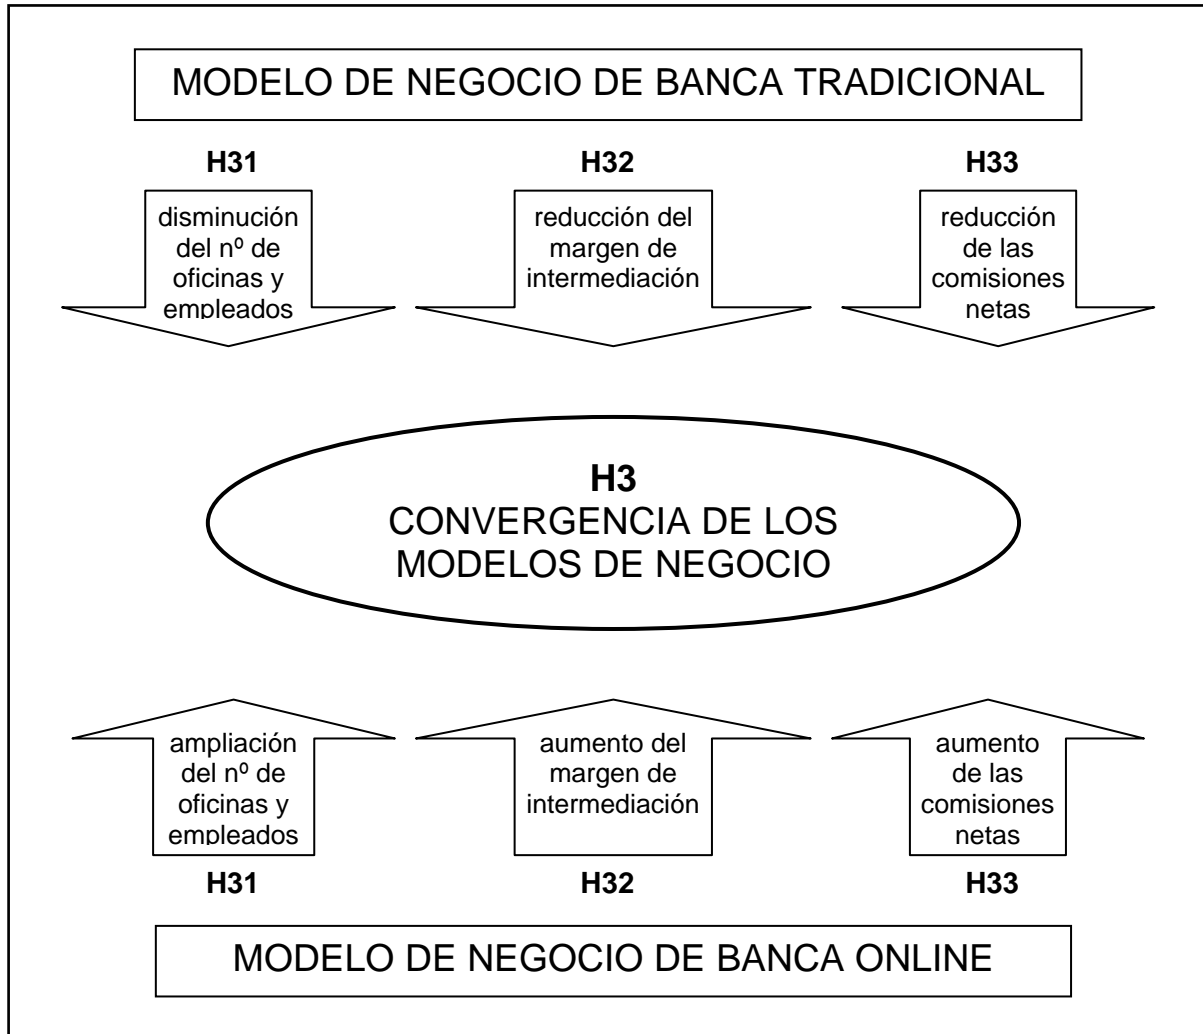 MODELO DE NEGOCIO DE BANCA TRADICIONAL
H31
disminución
del nº de
oficinas y
empleados
H32
reducción del
margen de
intermediación
H33
reducción
de las
comisiones
netas
H3
CONVERGENCIA DE LOS
MODELOS DE NEGOCIO
ampliación
del nº de
oficinas y
empleados
H31
aumento del
margen de
intermediación
H32
aumento
de las
comisiones
netas
H33
MODELO DE NEGOCIO DE BANCA ONLINE